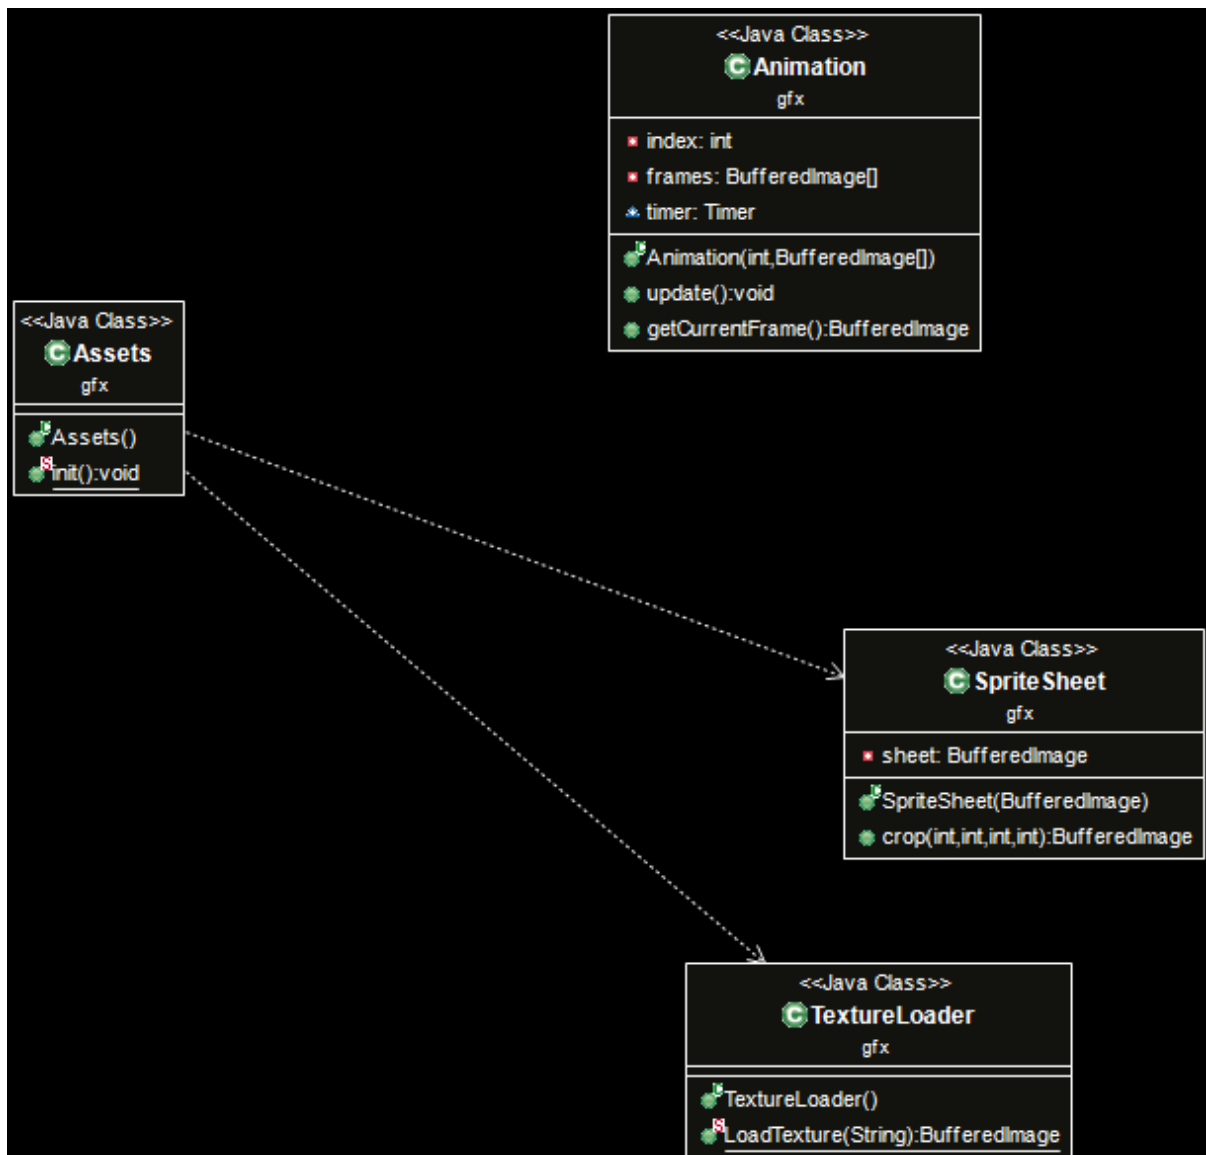 <<Java Class>>
C Animation
gfx
index: int
frames: BufferedImage[]
timer: Timer
Animation(int,BufferedImage[])
update():void
getCurrentFrame():BufferedImage
<<Java Class>>
C Assets
gfx
C Assets()
S init():void
<<Java Class>>
C SpriteSheet
gfx
sheet: BufferedImage
SpriteSheet(BufferedImage)
crop(int,int,int,int):BufferedImage
<<Java Class>>
C TextureLoader
gfx
C TextureLoader()
S LoadTexture(String):BufferedImage